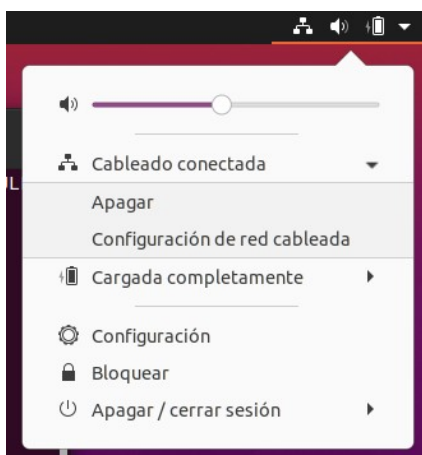 Cableado conectada
Apagar
Configuración de red cableada
Cargada completamente
Configuración
Bloquear
Apagar / cerrar sesión